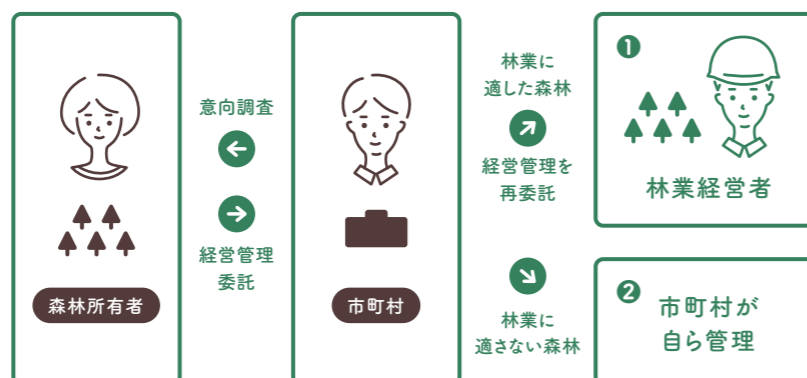 意向調査
経営管理
委託
森林所有者
市町村
林業に
適した森林
経営管理を
再委託
林業に
適さない森林
1
林業経営者
2
市町村が
自ら管理